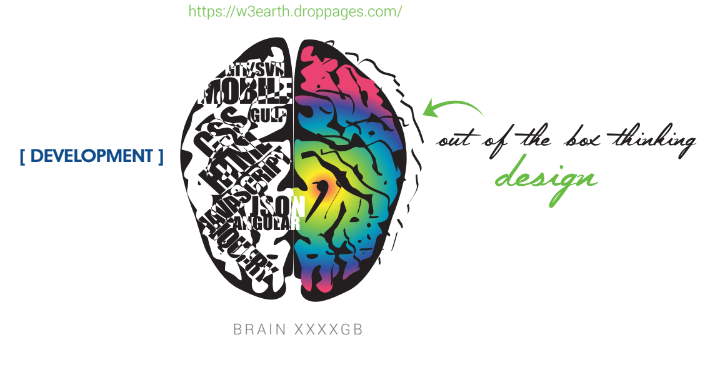 https://w3earth.droppages.com/
GIT/SVN
MOBILE
GULP
CSS
HTML
JAVASCRIPT
JSON
ANGULAR
JQUERY
[ DEVELOPMENT ]
out of the box thinking
design
BRAIN XXXXGB